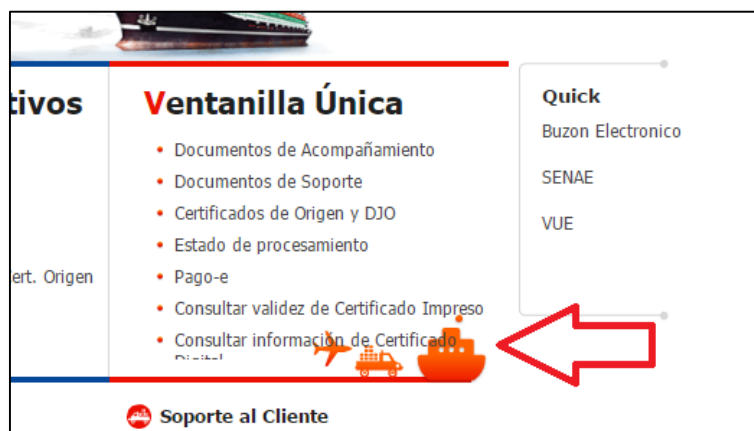 tivos
ert. Origen
Ventanilla Única
Documentos de Acompañamiento
Documentos de Soporte
Certificados de Origen y DJO
Estado de procesamiento
Pago-e
Consultar validez de Certificado Impreso
Consultar información de Certificado
Digital
Soporte al Cliente
Quick
Buzon Electronico
SENAE
VUE